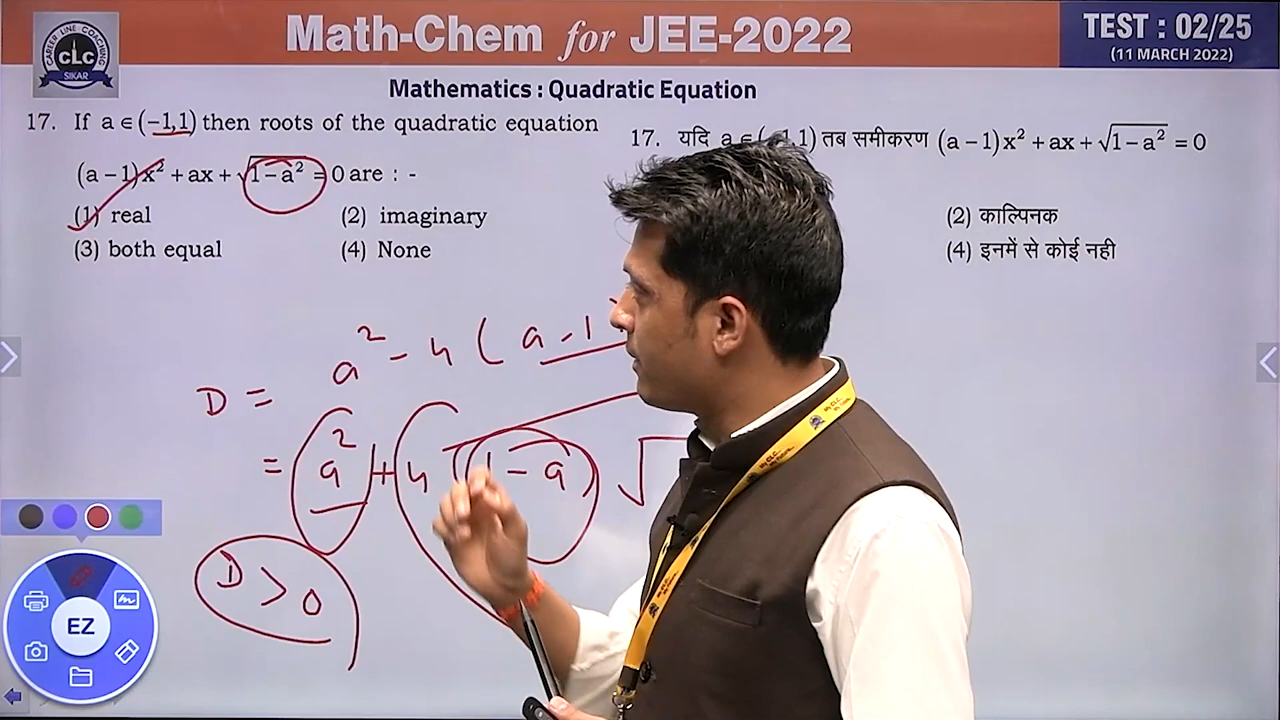 Math-Chem for JEE-2022
TEST : 02/25
(11 MARCH 2022)
CAREER LINE COACHING
CLC
SIKAR
Mathematics : Quadratic Equation
17. If a ∈ (−1,1) then roots of the quadratic equation
(a − 1)x² + ax + √1 − a² = 0 are : -
(1) real
(2) imaginary
(3) both equal
(4) None
17. यदि a ∈ (-1,1) तब समीकरण (a − 1)x² + ax + √1 − a² = 0
(2) काल्पिनक
(4) इनमें से कोई नही
D = a² - 4 ( a - 1
= a² + 4 (1 - a) √
D > 0
EZ